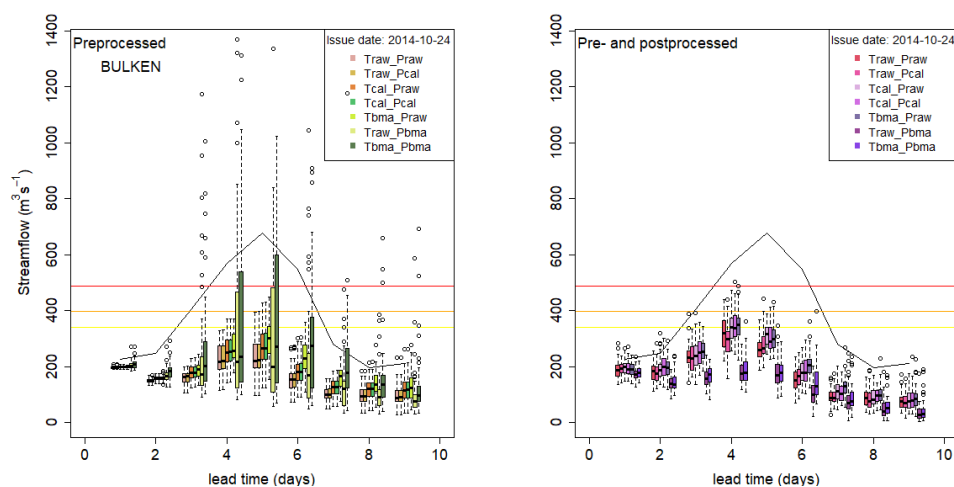 Preprocessed
BULKEN
Issue date: 2014-10-24
Traw_Praw
Traw_Pcal
Tcal_Praw
Tcal_Pcal
Tbma_Praw
Traw_Pbma
Tbma_Pbma
Streamflow (m³s⁻¹)
0
200
400
600
800
1000
1200
1400
0 2 4 6 8 10
lead time (days)
Pre- and postprocessed
Issue date: 2014-10-24
Traw_Praw
Traw_Pcal
Tcal_Praw
Tcal_Pcal
Tbma_Praw
Traw_Pbma
Tbma_Pbma
0
200
400
600
800
1000
1200
1400
0 2 4 6 8 10
lead time (days)